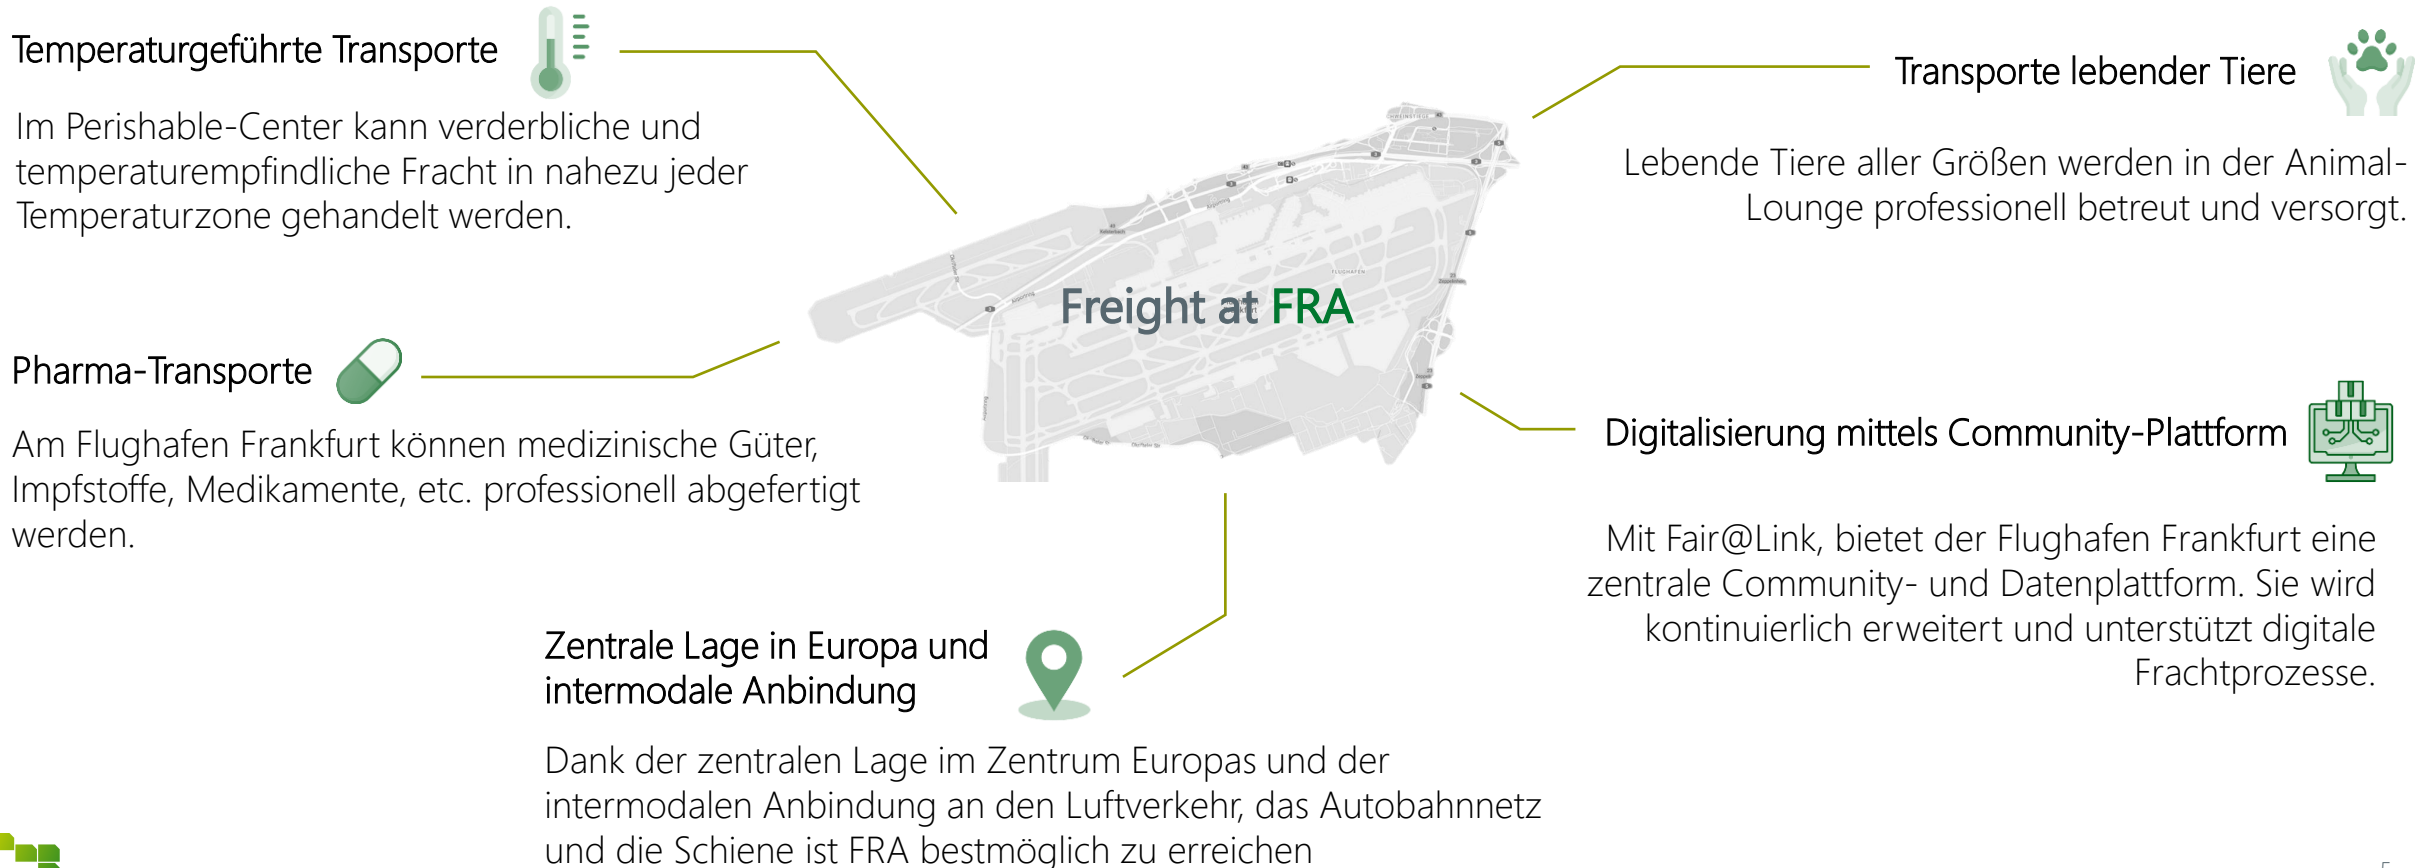 Temperaturgeführte Transporte
Im Perishable-Center kann verderbliche und
temperaturempfindliche Fracht in nahezu jeder
Temperaturzone gehandelt werden.
Transporte lebender Tiere
Lebende Tiere aller Größen werden in der Animal-
Lounge professionell betreut und versorgt.
FLUGHAFEN
Freight at FRA
Pharma-Transporte
Am Flughafen Frankfurt können medizinische Güter,
Impfstoffe, Medikamente, etc. professionell abgefertigt
werden.
Digitalisierung mittels Community-Plattform
Mit Fair@Link, bietet der Flughafen Frankfurt eine
zentrale Community- und Datenplattform. Sie wird
kontinuierlich erweitert und unterstützt digitale
Frachtprozesse.
Zentrale Lage in Europa und
intermodale Anbindung
Dank der zentralen Lage im Zentrum Europas und der
intermodalen Anbindung an den Luftverkehr, das Autobahnnetz
und die Schiene ist FRA bestmöglich zu erreichen